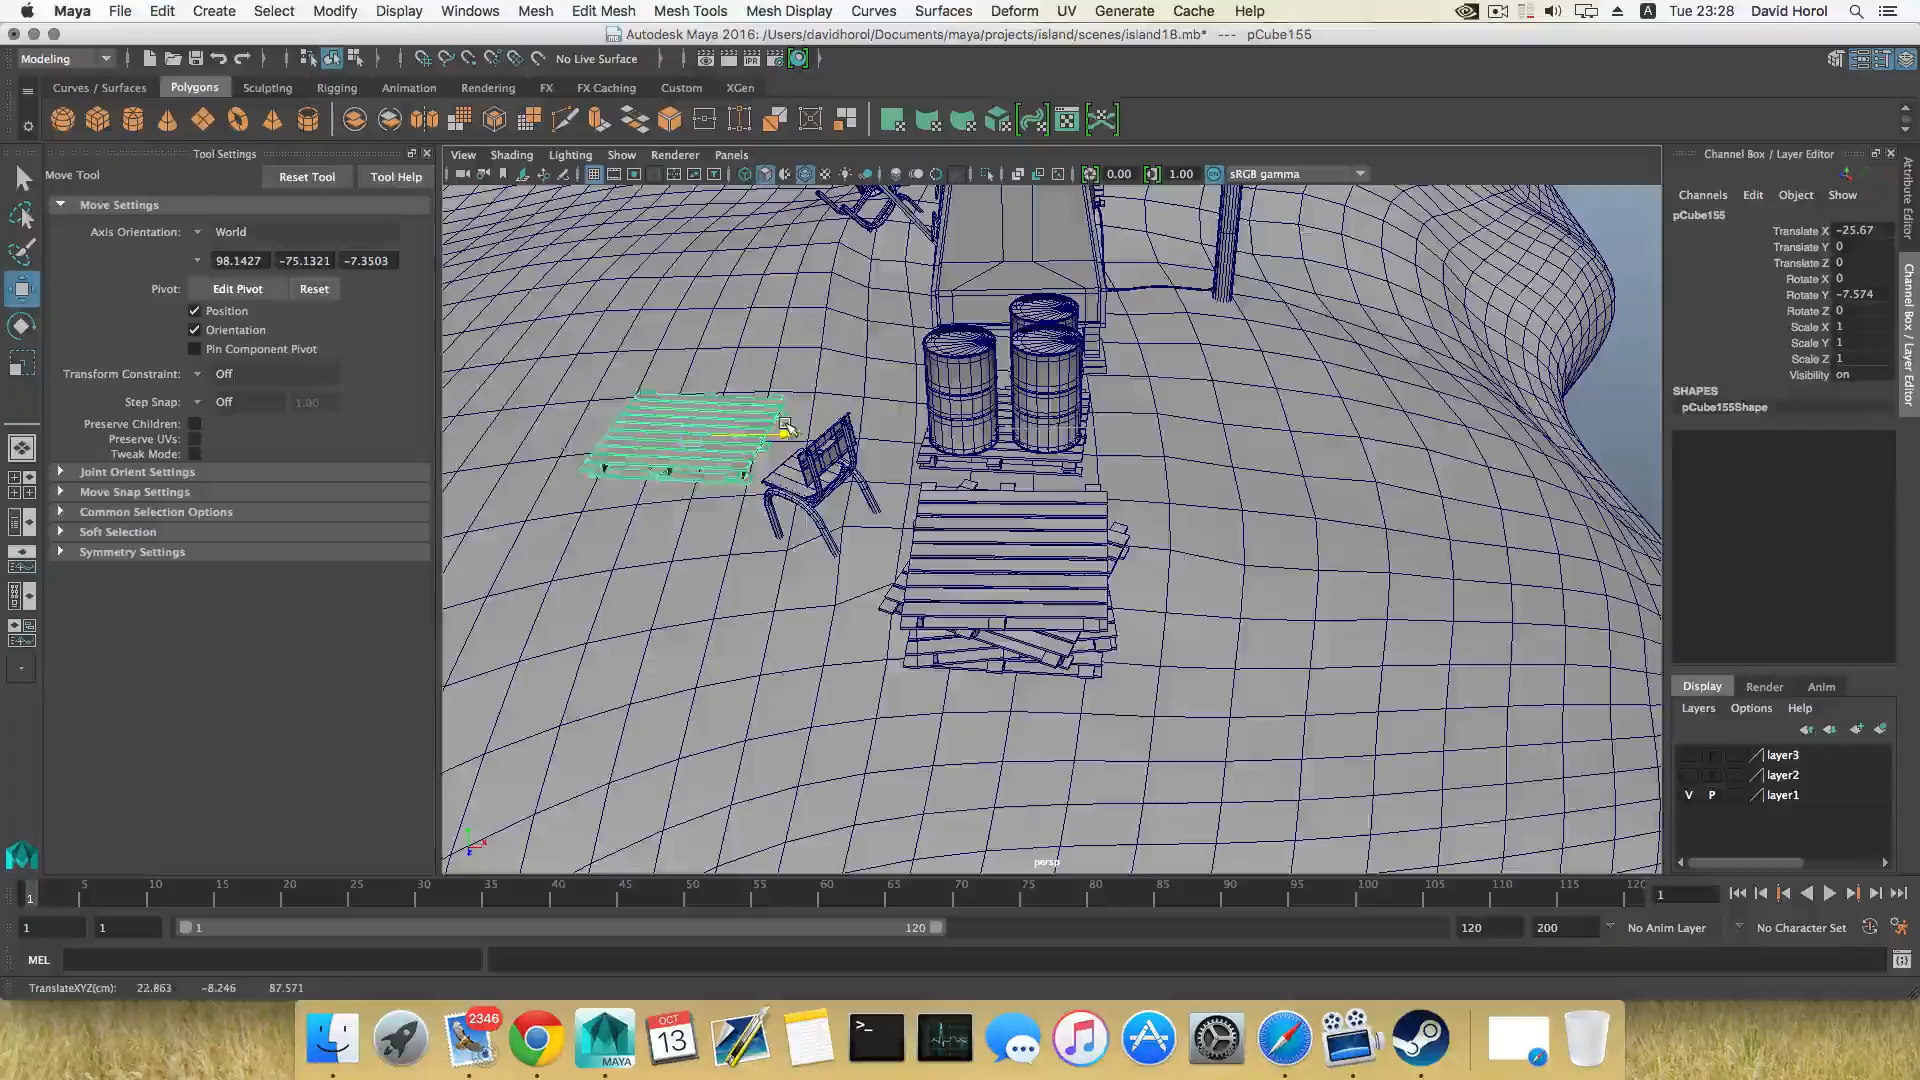 Maya File Edit Create Select Modify Display Windows Mesh Edit Mesh Mesh Tools Mesh Display Curves Surfaces Deform UV Generate Cache Help A Tue 23:28 David Horol
Autodesk Maya 2016: /Users/davidhorol/Documents/maya/projects/island/scenes/island18.mb* --- pCube155
Modeling No Live Surface
Curves / Surfaces Polygons Sculpting Rigging Animation Rendering FX FX Caching Custom XGen
Tool Settings
Move Tool Reset Tool Tool Help
Move Settings
Axis Orientation: World
98.1427 -75.1321 -7.3503
Pivot: Edit Pivot Reset
Position
Orientation
Pin Component Pivot
Transform Constraint: Off
Step Snap: Off 1.00
Preserve Children:
Preserve UVs:
Tweak Mode:
Joint Orient Settings
Move Snap Settings
Common Selection Options
Soft Selection
Symmetry Settings
View Shading Lighting Show Renderer Panels
0.00 1.00 sRGB gamma
persp
Channel Box / Layer Editor
Channels Edit Object Show
pCube155
Translate X -25.67
Translate Y 0
Translate Z 0
Rotate X 0
Rotate Y -7.574
Rotate Z 0
Scale X 1
Scale Y 1
Scale Z 1
Visibility on
SHAPES
pCube155Shape
Attribute Editor
Channel Box / Layer Editor
Display Render Anim
Layers Options Help
layer3
layer2
V P layer1
1 5 10 15 20 25 30 35 40 45 50 55 60 65 70 75 80 85 90 95 100 105 110 115 120 1
1 1 1 120 120 200 No Anim Layer No Character Set
MEL
TranslateXYZ(cm): 22.863 -8.246 87.571
2346
MAYA
OCT
13